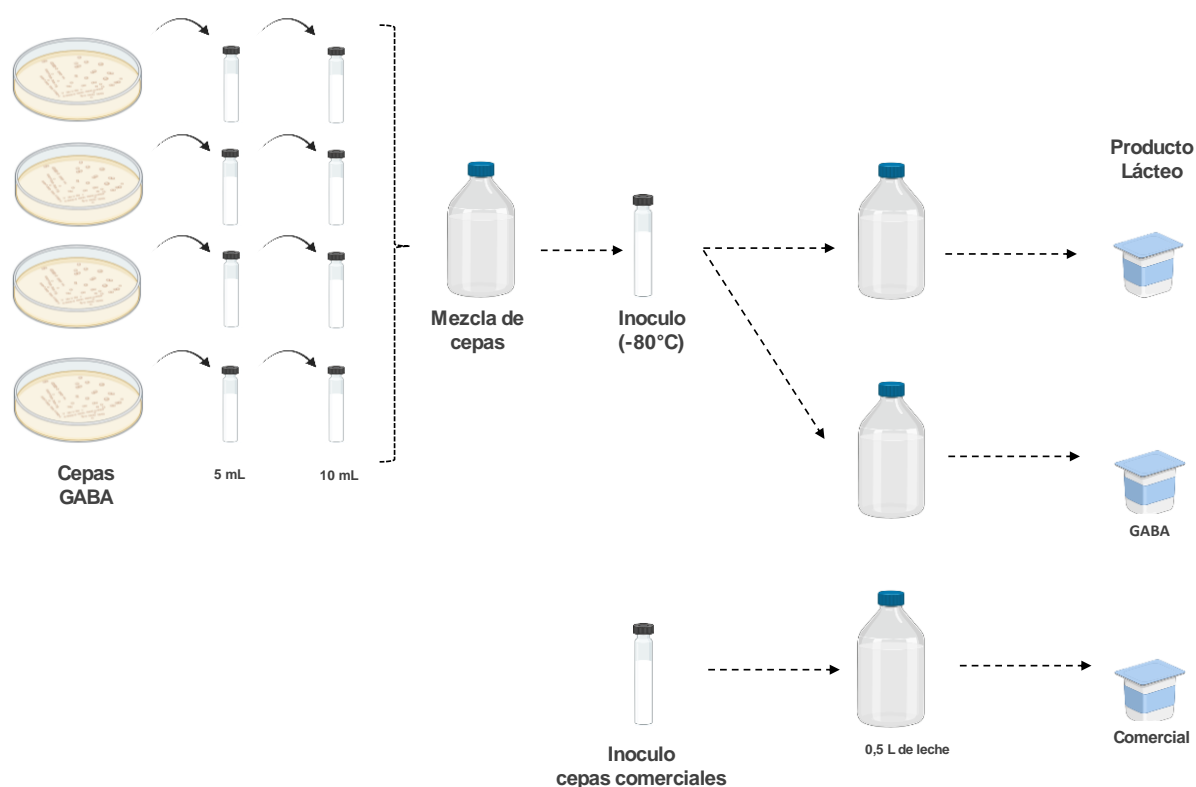 Producto
Lácteo
Mezcla de
cepas
Inoculo
(-80°C)
Cepas
GABA
5 mL
10 mL
GABA
Inoculo
cepas comerciales
0,5 L de leche
Comercial